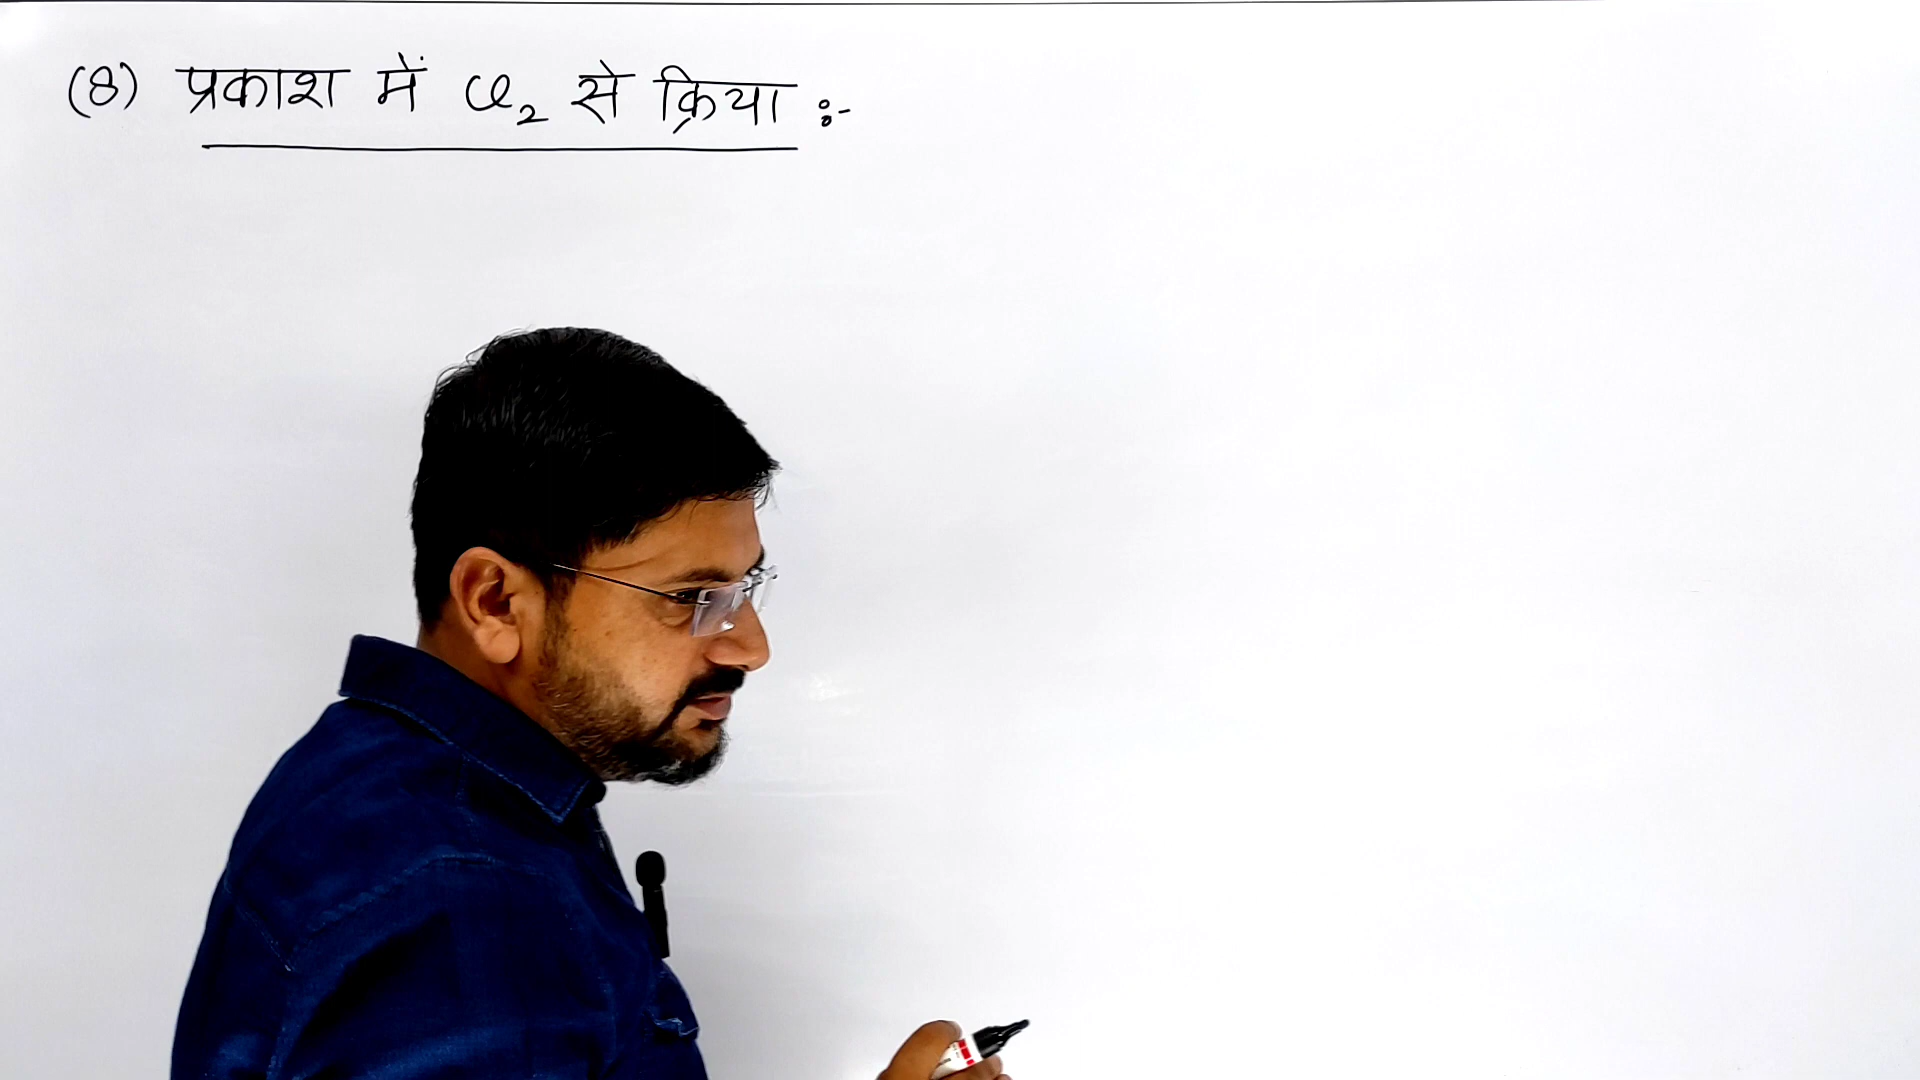 (8) प्रकाश में Cl₂ से क्रिया :-